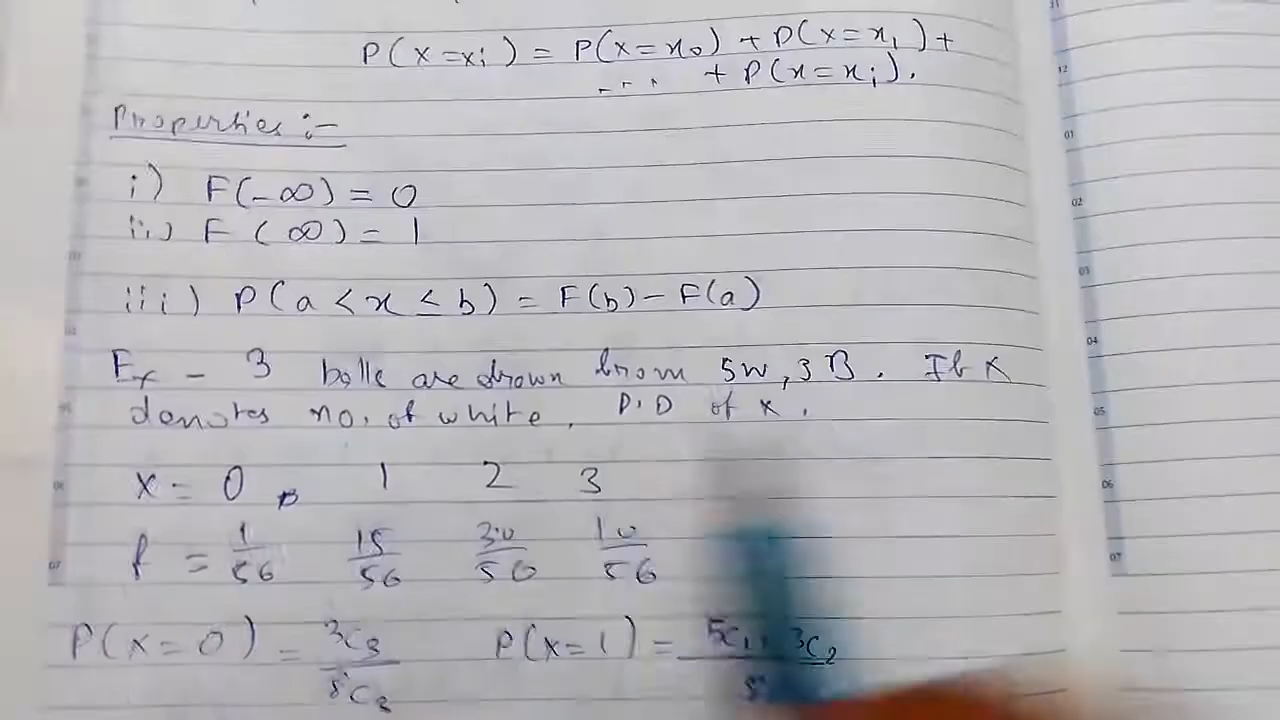 P(X=xi) = P(X=x0) + P(X=x1) +
... + P(x=xi).
Properties :-
i) F(-∞) = 0
ii) F(∞) = 1
iii) P(a < x ≤ b) = F(b) - F(a)
Ex - 3 balls are drawn from 5W, 3B. If X
denotes no. of white. P.D of x.
X = 0 1 2 3
P = 1/56 15/56 30/56 10/56
P(X=0) = 3C3/8C3 P(X=1) = 5C1 . 3C2/8